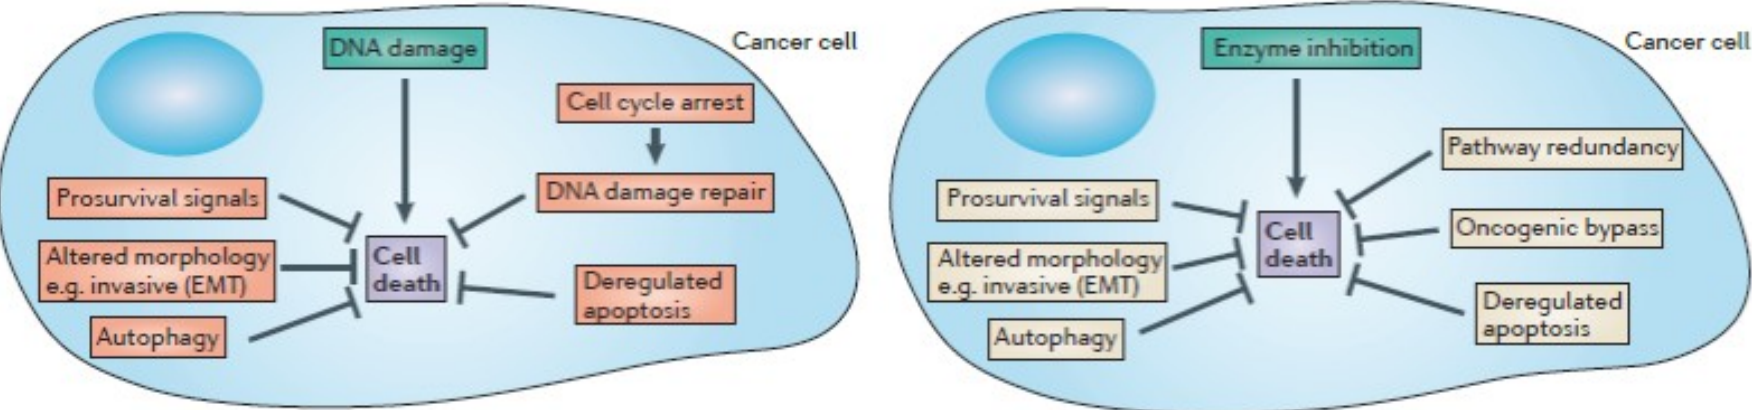 DNA damage
Cancer cell
Cell cycle arrest
DNA damage repair
Prosurvival signals
Altered morphology
e.g. invasive (EMT)
Autophagy
Cell
death
Deregulated
apoptosis
Enzyme inhibition
Cancer cell
Pathway redundancy
Prosurvival signals
Oncogenic bypass
Altered morphology
e.g. invasive (EMT)
Autophagy
Cell
death
Deregulated
apoptosis